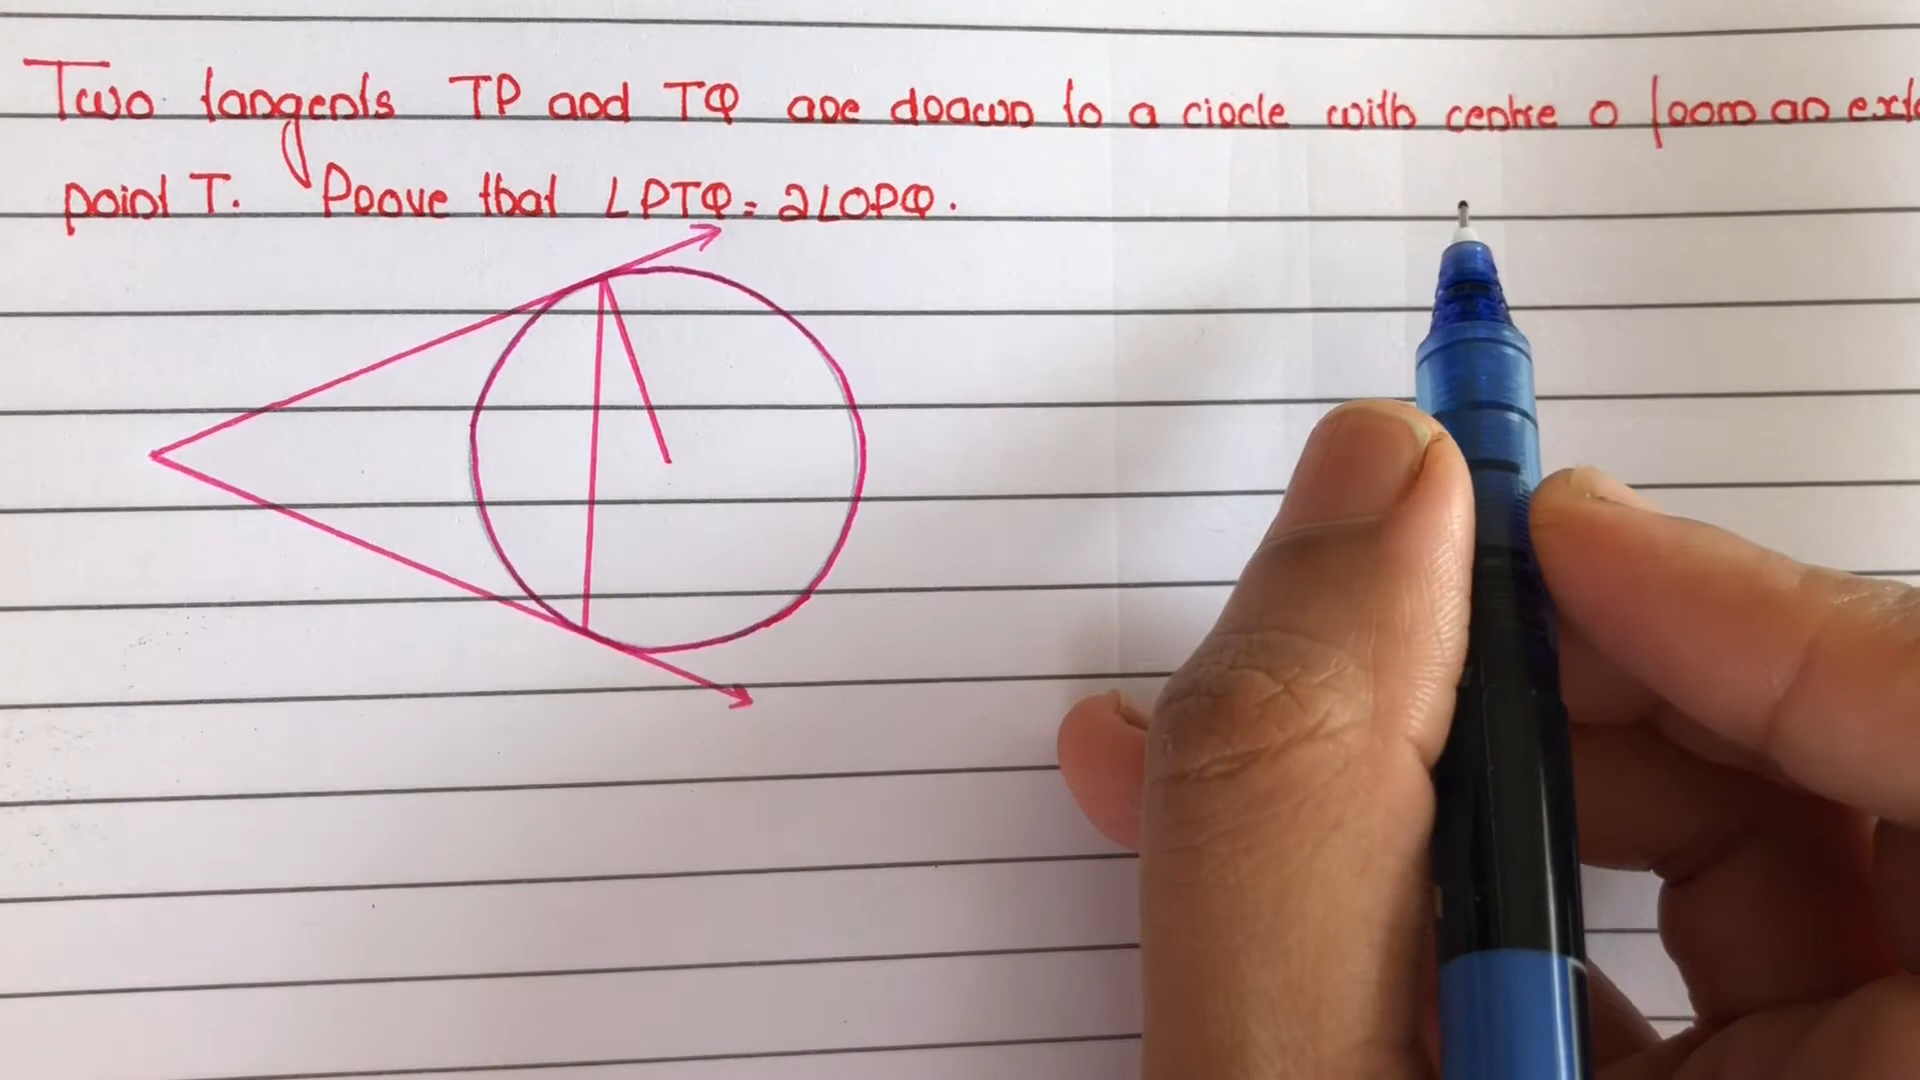 Two tangents TP and TQ are drawn to a circle with centre O from an exte
point T. Prove that ∠PTQ = 2∠OPQ.